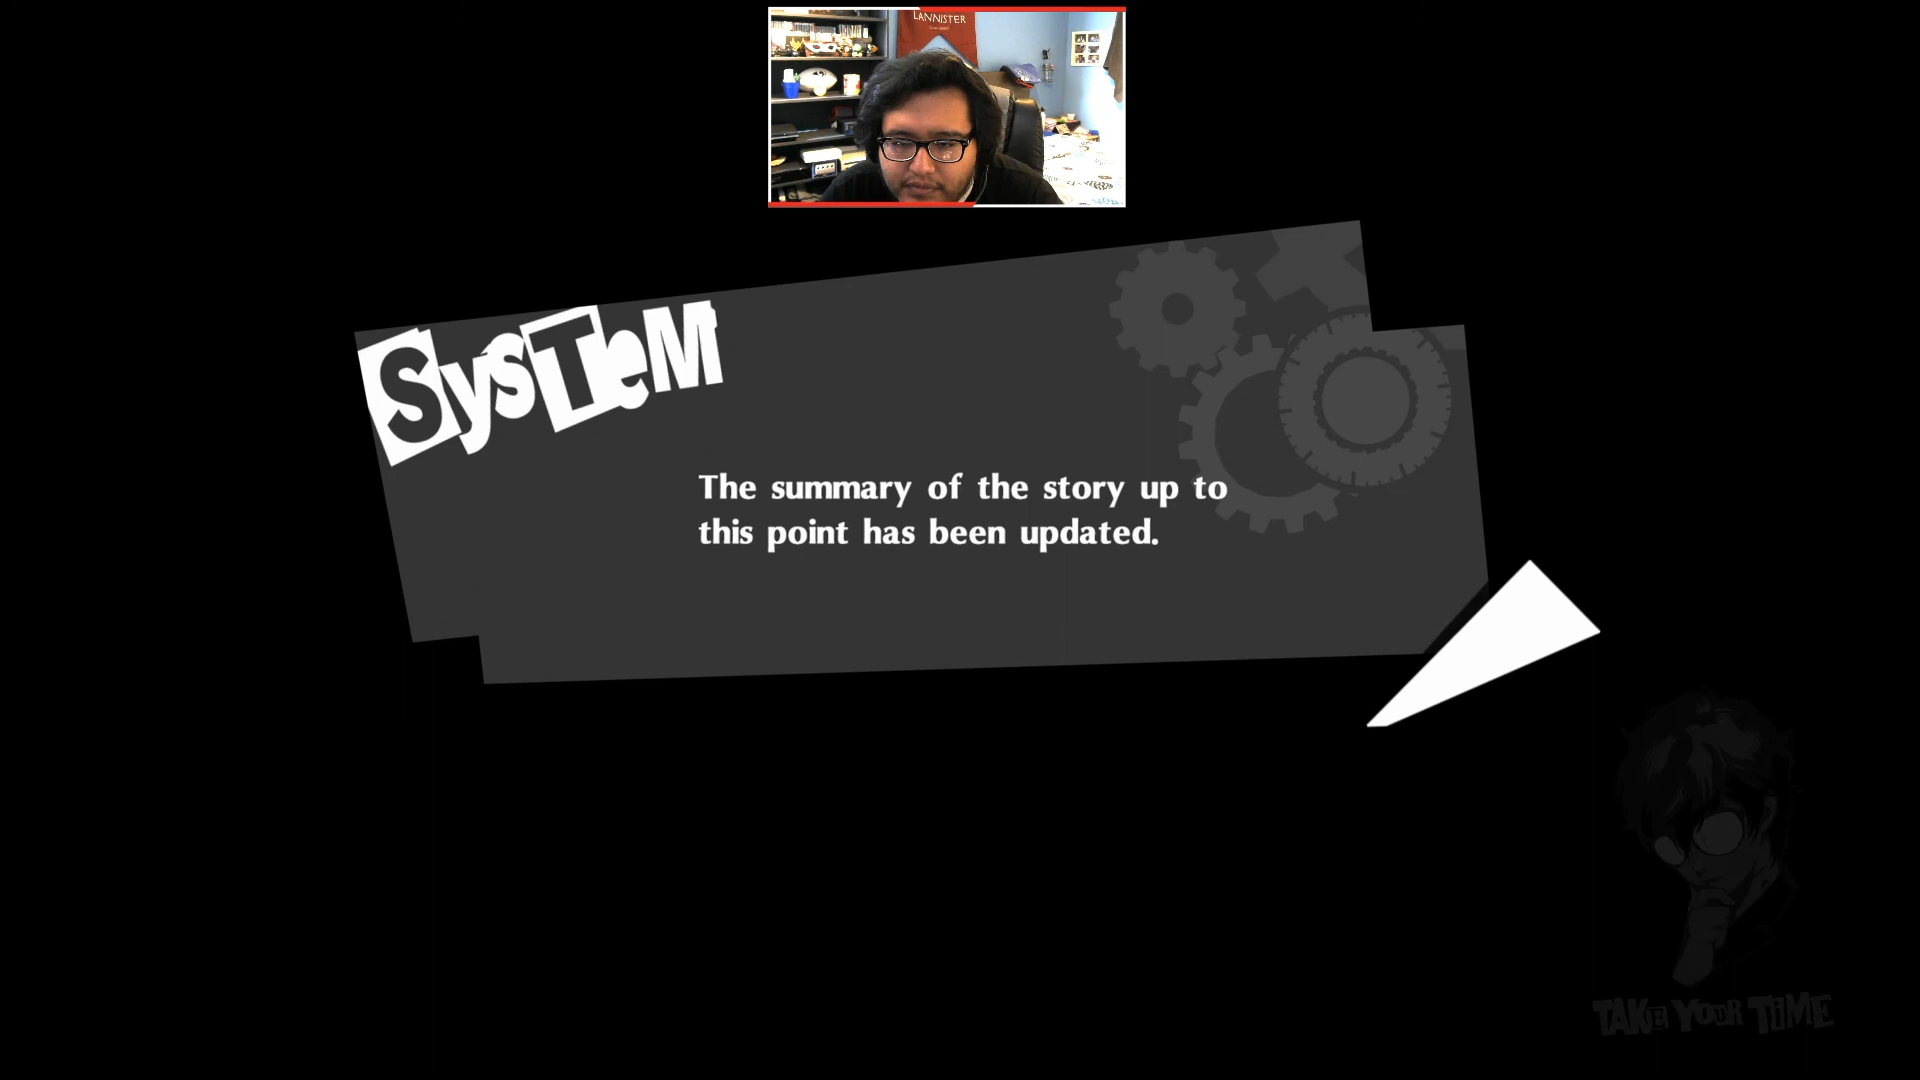 LANNISTER
SysTeM
The summary of the story up to
this point has been updated.
TAKE YOUR TiME